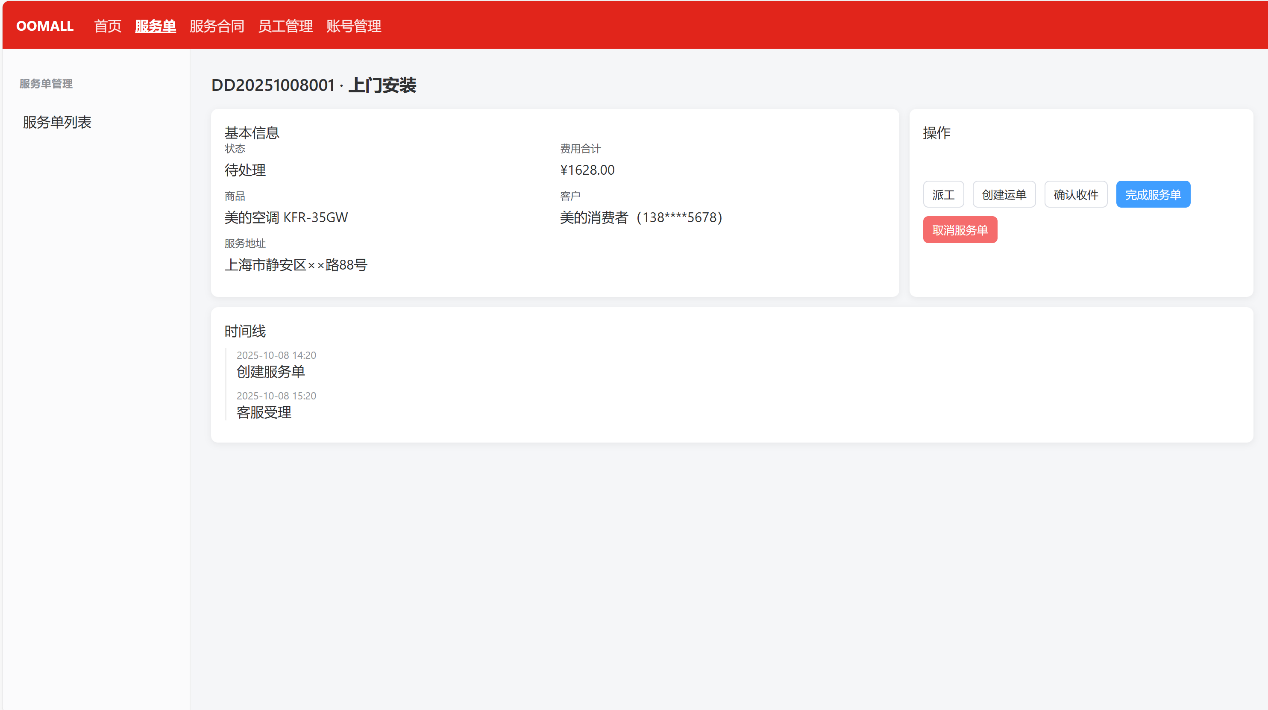 OOMALL 首页 服务单 服务合同 员工管理 账号管理
服务单管理
服务单列表
DD20251008001 · 上门安装
基本信息
状态
待处理
费用合计
¥1628.00
商品
美的空调 KFR-35GW
客户
美的消费者（138****5678）
服务地址
上海市静安区××路88号
操作
派工 创建运单 确认收件 完成服务单
取消服务单
时间线
2025-10-08 14:20
创建服务单
2025-10-08 15:20
客服受理